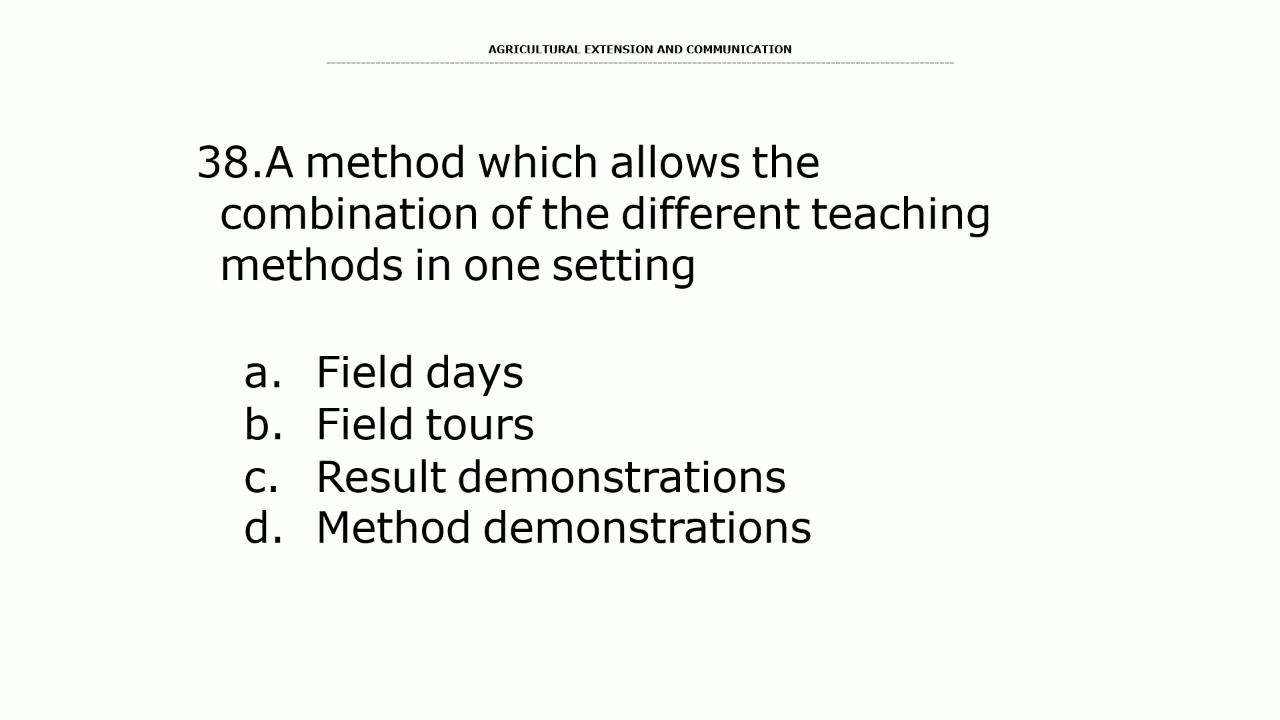 AGRICULTURAL EXTENSION AND COMMUNICATION
38.A method which allows the
combination of the different teaching
methods in one setting
a. Field days
b. Field tours
c. Result demonstrations
d. Method demonstrations